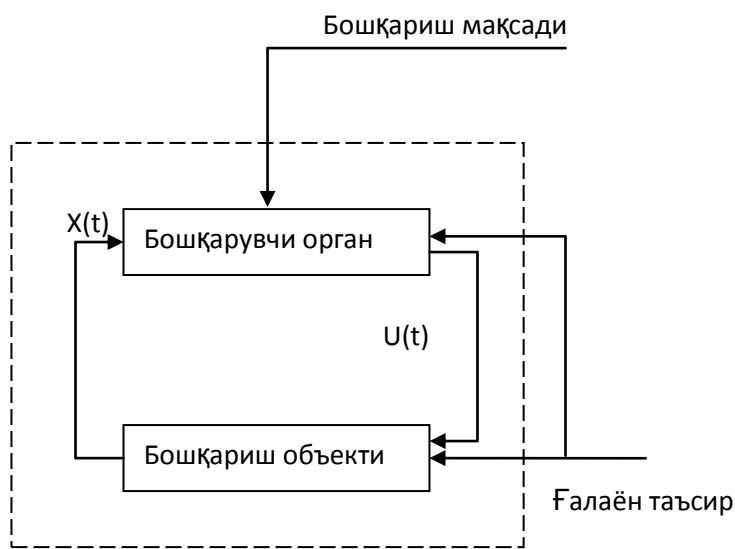 Бошқариш мақсади
X(t)
Бошқарувчи орган
U(t)
Бошқариш объекти
Ғалаён таъсир